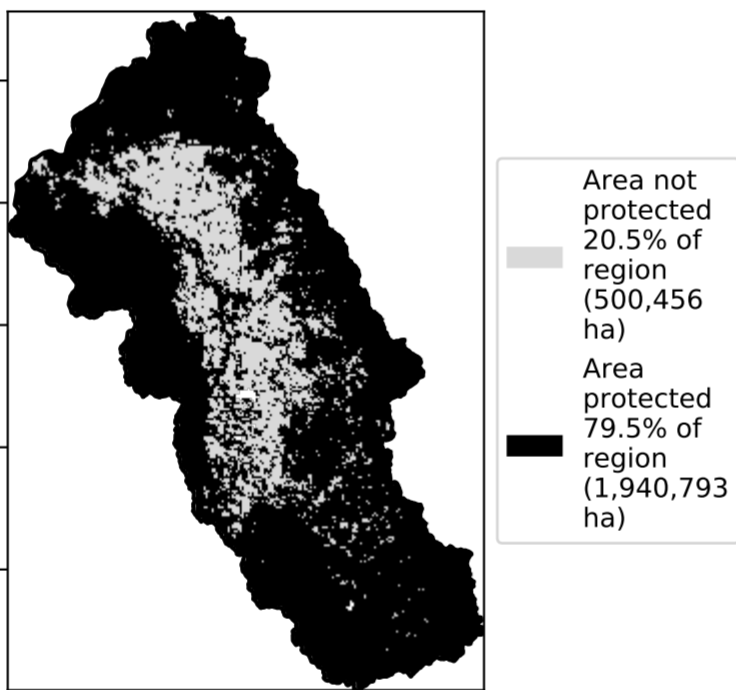 Area not
protected
20.5% of
region
(500,456
ha)
Area
protected
79.5% of
region
(1,940,793
ha)